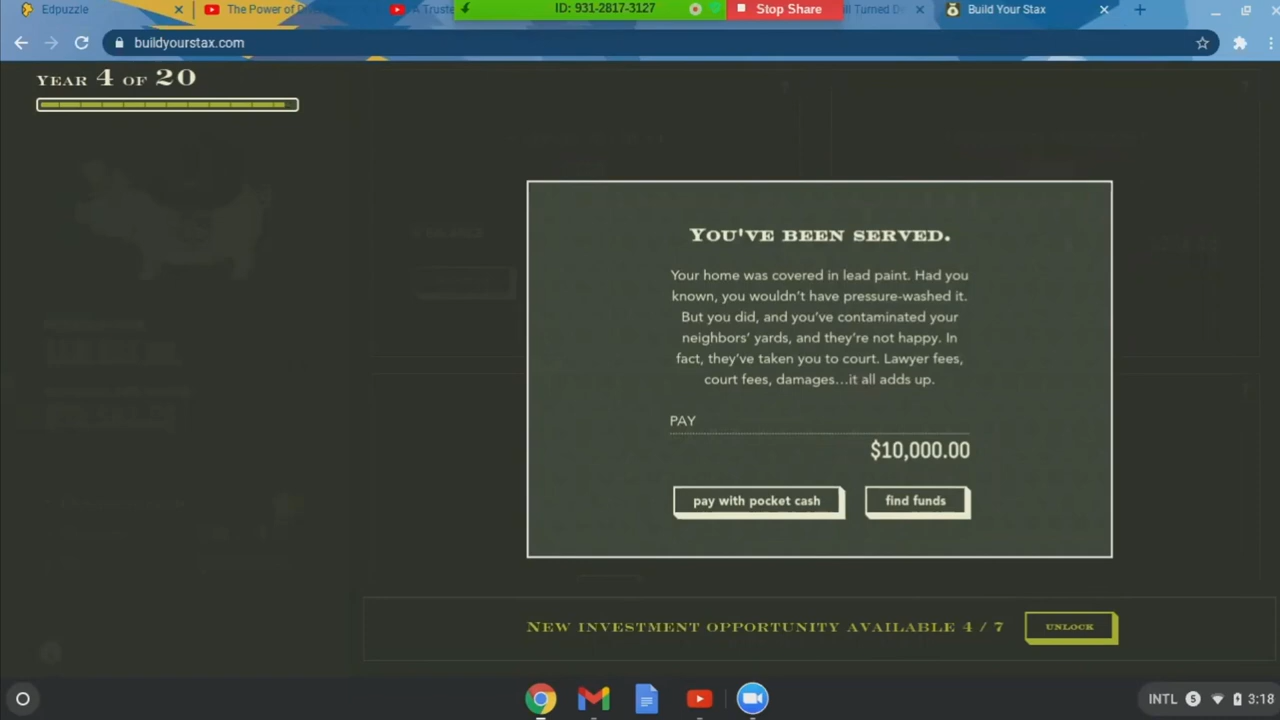 Edpuzzle
The Power of D
A Truste
ID: 931-2817-3127
Stop Share
ill Turned D
Build Your Stax
buildyourstax.com
YEAR 4 OF 20
YOU'VE BEEN SERVED.
Your home was covered in lead paint. Had you
known, you wouldn't have pressure-washed it.
But you did, and you've contaminated your
neighbors' yards, and they're not happy. In
fact, they've taken you to court. Lawyer fees,
court fees, damages...it all adds up.
PAY
$10,000.00
pay with pocket cash
find funds
NEW INVESTMENT OPPORTUNITY AVAILABLE 4 / 7
UNLOCK
INTL
5
3:18